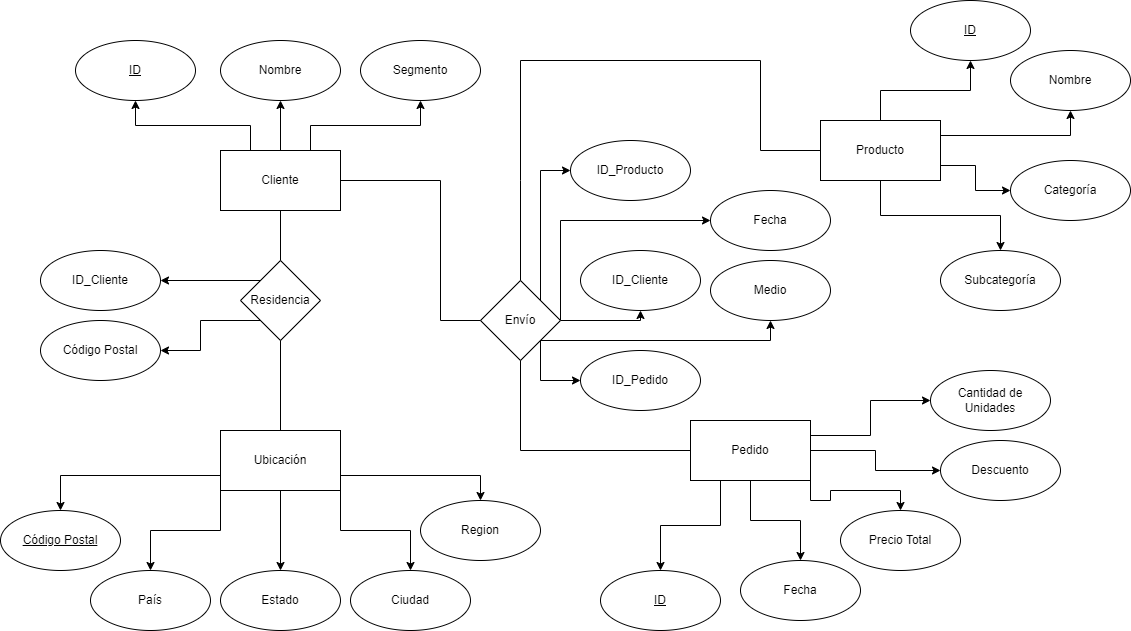 ID
Nombre
Segmento
Cliente
ID
Nombre
Producto
Categoría
Subcategoría
ID_Producto
Fecha
ID_Cliente
Medio
Envío
ID_Pedido
ID_Cliente
Residencia
Código Postal
Ubicación
Código Postal
País
Estado
Ciudad
Region
Pedido
Cantidad de
Unidades
Descuento
Precio Total
Fecha
ID